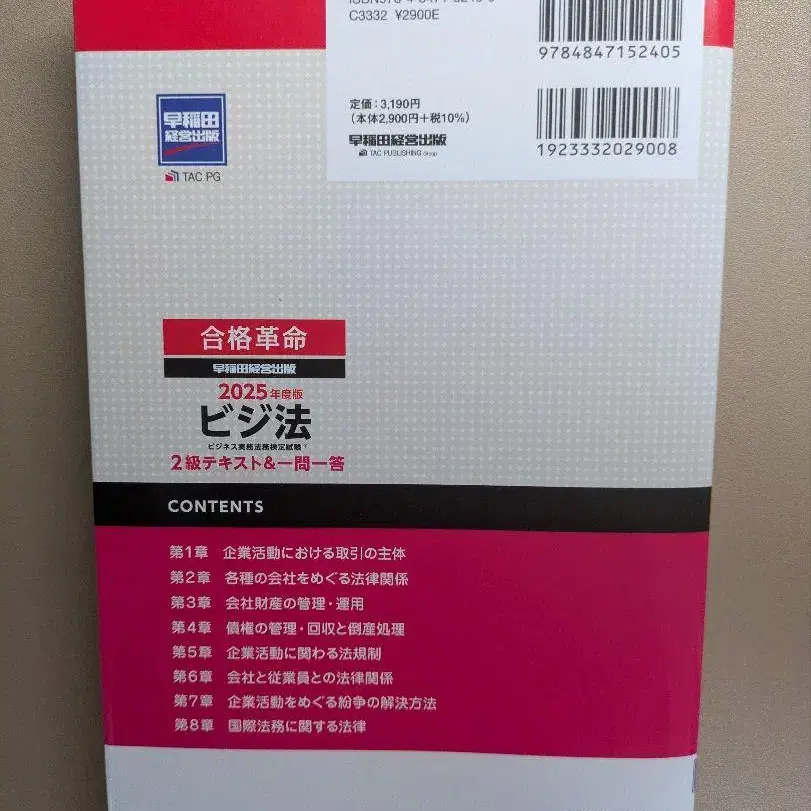 C3332 ¥2900E
9784847152405
定価：3,190円
（本体2,900円＋税10%）
早稲田経営出版
TAC PUBLISHING Group
1923332029008
早稲田
経営出版
TAC PG
合格革命
早稲田経営出版
2025年度版
ビジ法
ビジネス実務法務検定試験®
2級テキスト&一問一答
CONTENTS
第1章 企業活動における取引の主体
第2章 各種の会社をめぐる法律関係
第3章 会社財産の管理・運用
第4章 債権の管理・回収と倒産処理
第5章 企業活動に関わる法規制
第6章 会社と従業員との法律関係
第7章 企業活動をめぐる紛争の解決方法
第8章 国際法務に関する法律